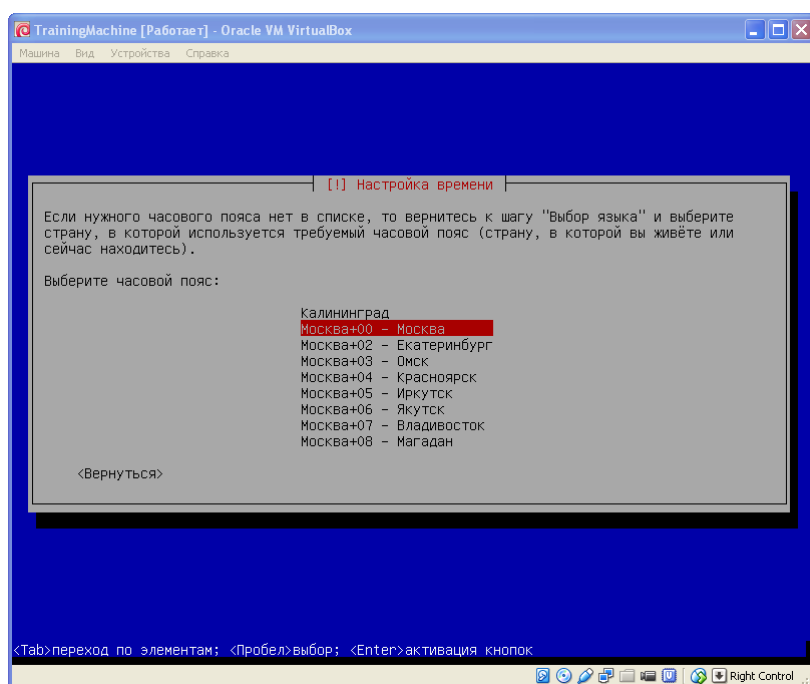 TrainingMachine [Работает] - Oracle VM VirtualBox
Машина Вид Устройства Справка
[!] Настройка времени
Если нужного часового пояса нет в списке, то вернитесь к шагу "Выбор языка" и выберите
страну, в которой используется требуемый часовой пояс (страну, в которой вы живёте или
сейчас находитесь).
Выберите часовой пояс:
Калининград
Москва+00 - Москва
Москва+02 - Екатеринбург
Москва+03 - Омск
Москва+04 - Красноярск
Москва+05 - Иркутск
Москва+06 - Якутск
Москва+07 - Владивосток
Москва+08 - Магадан
<Вернуться>
<Tab>переход по элементам; <Пробел>выбор; <Enter>активация кнопок
Right Control